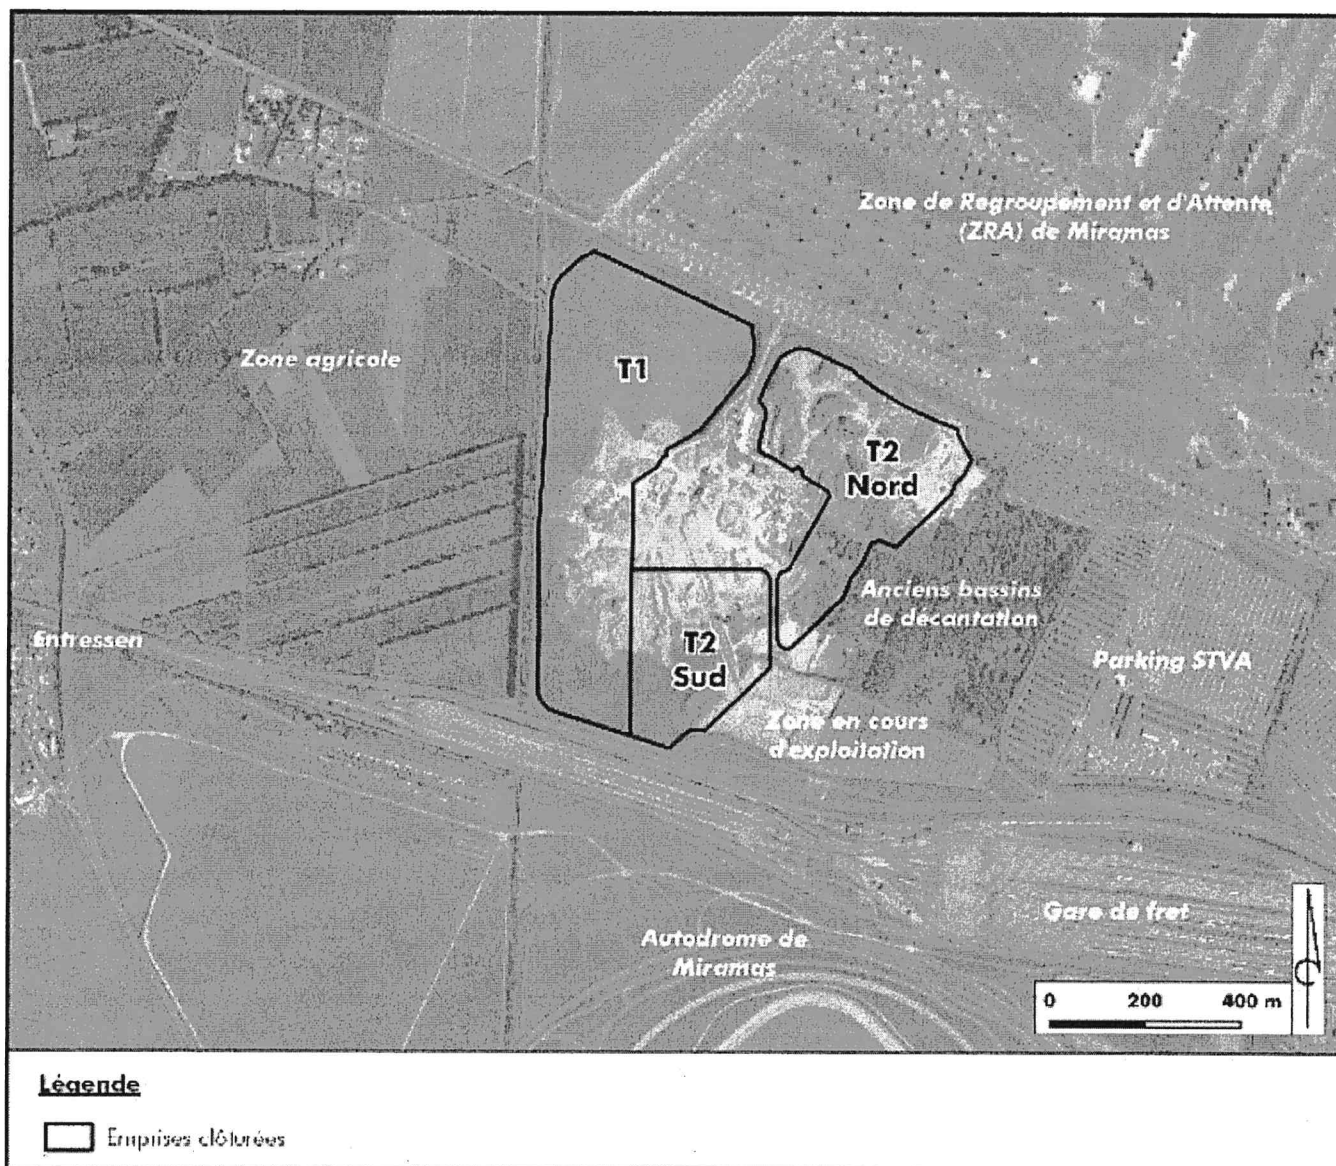 Zone de Regroupement et d'Attente
(ZRA) de Miramas
Zone agricole
T1
T2
Nord
Anciens bassins
de décantation
Entressen
T2
Sud
Parking STVA
Zone en cours
d'exploitation
Gare de fret
Autodrome de
Miramas
0 200 400 m
Légende
Emprises clôturées